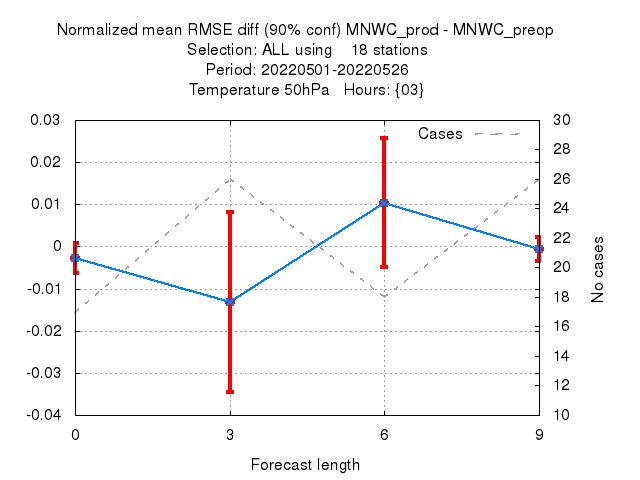 Normalized mean RMSE diff (90% conf) MNWC_prod - MNWC_preop
Selection: ALL using    18 stations
Period: 20220501-20220526
Temperature 50hPa   Hours: {03}
Cases
0.03
0.02
0.01
0
-0.01
-0.02
-0.03
-0.04
30
28
26
24
22
20
18
16
14
12
10
No cases
0 3 6 9
Forecast length